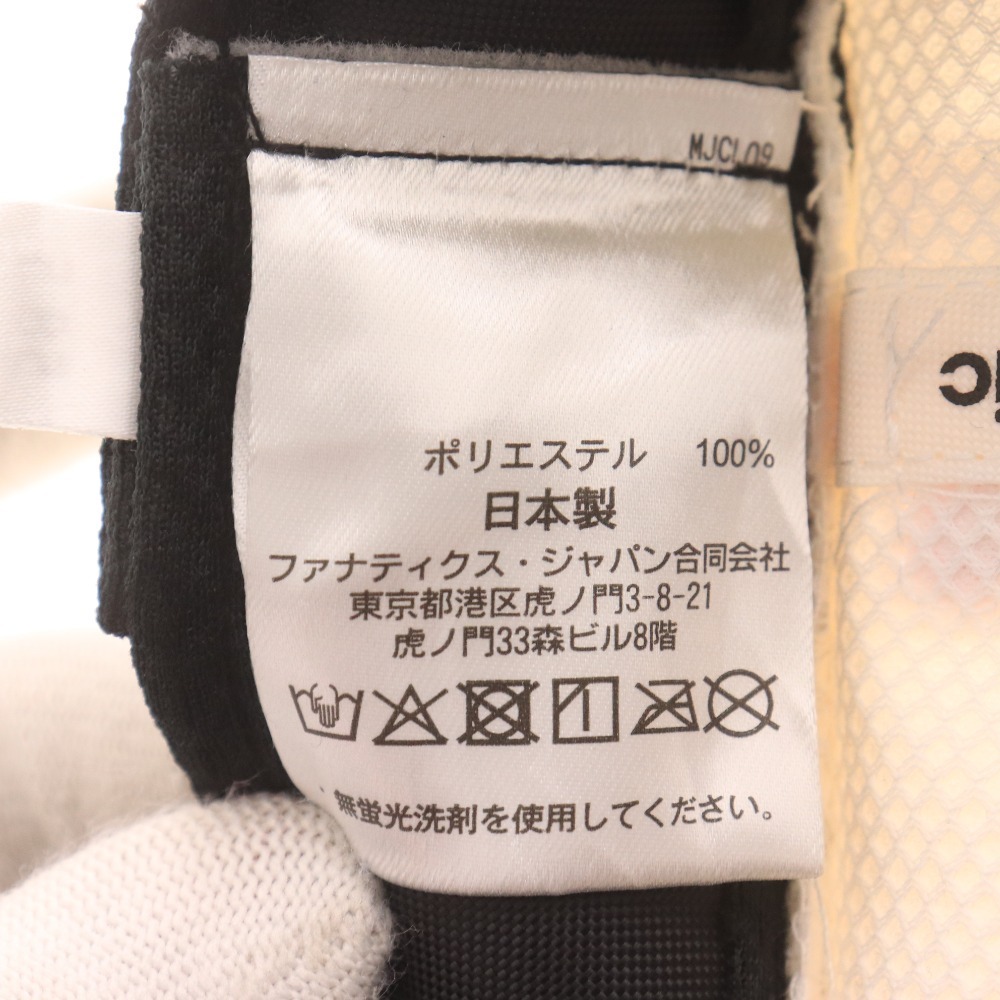 MJCL09
ポリエステル 100%
日本製
ファナティクス・ジャパン合同会社
東京都港区虎ノ門3-8-21
虎ノ門33森ビル8階
無蛍光洗剤を使用してください。